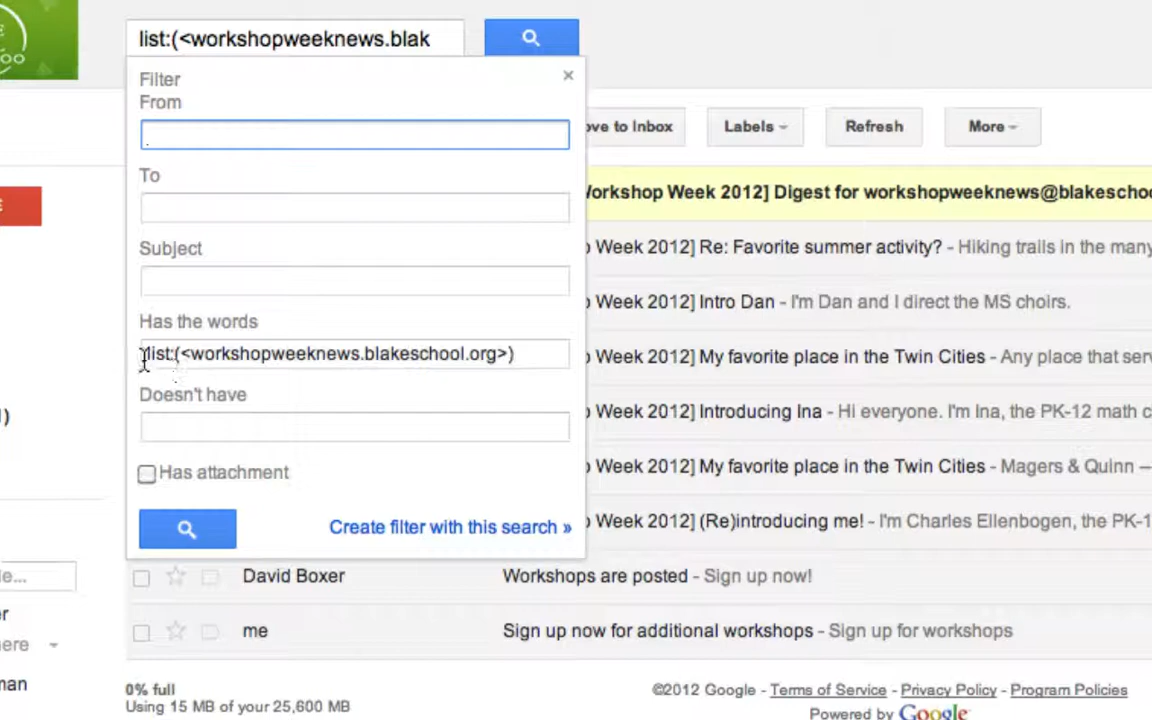 list:(<workshopweeknews.blak
Filter
×
From
ove to Inbox
Labels
Refresh
More
To
Workshop Week 2012] Digest for workshopweeknews@blakeschoo
Subject
p Week 2012] Re: Favorite summer activity? - Hiking trails in the many
p Week 2012] Intro Dan - I'm Dan and I direct the MS choirs.
Has the words
list:(<workshopweeknews.blakeschool.org>)
p Week 2012] My favorite place in the Twin Cities - Any place that serv
Doesn't have
p Week 2012] Introducing Ina - Hi everyone. I'm Ina, the PK-12 math c
Has attachment
p Week 2012] My favorite place in the Twin Cities - Magers & Quinn –
Create filter with this search »
p Week 2012] (Re)introducing me! - I'm Charles Ellenbogen, the PK-1
David Boxer
Workshops are posted - Sign up now!
me
Sign up now for additional workshops - Sign up for workshops
0% full
Using 15 MB of your 25,600 MB
©2012 Google - Terms of Service - Privacy Policy - Program Policies
Powered by Google